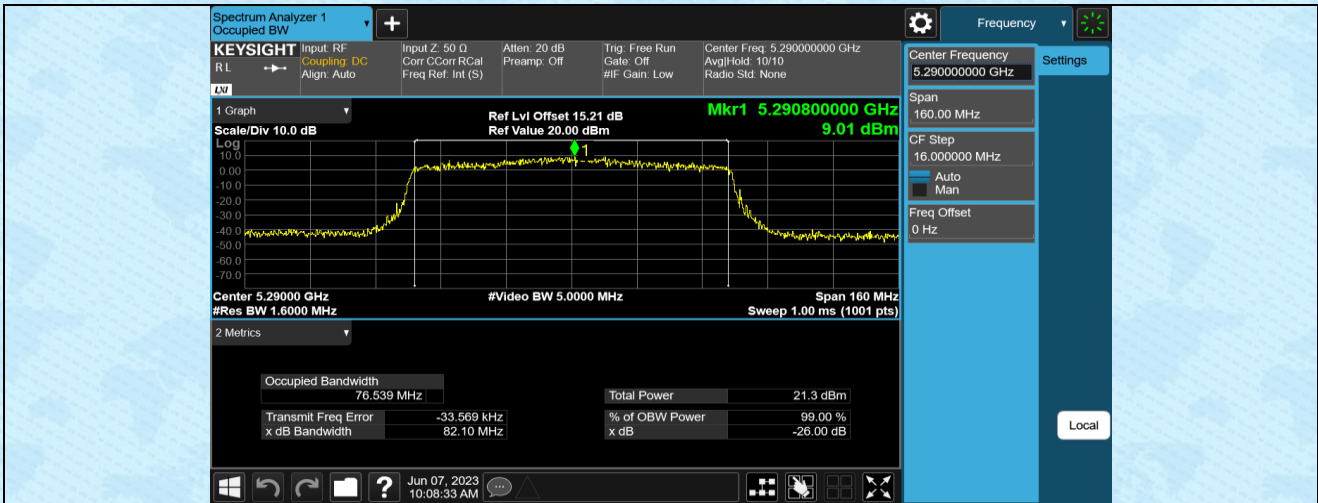 Spectrum Analyzer 1
Occupied BW
Frequency
KEYSIGHT
R L
LXI
Input: RF
Coupling: DC
Align: Auto
Input Z: 50 Ω
Corr CCorr RCal
Freq Ref: Int (S)
Atten: 20 dB
Preamp: Off
Trig: Free Run
Gate: Off
#IF Gain: Low
Center Freq: 5.290000000 GHz
Avg|Hold: 10/10
Radio Std: None
Center Frequency
5.290000000 GHz
Settings
Span
160.00 MHz
CF Step
16.000000 MHz
Auto
Man
Freq Offset
0 Hz
1 Graph
Scale/Div 10.0 dB
Ref Lvl Offset 15.21 dB
Ref Value 20.00 dBm
Mkr1 5.290800000 GHz
9.01 dBm
Log
1
10.0
0.00
-10.0
-20.0
-30.0
-40.0
-50.0
-60.0
-70.0
Center 5.29000 GHz
#Video BW 5.0000 MHz
Span 160 MHz
#Res BW 1.6000 MHz
Sweep 1.00 ms (1001 pts)
2 Metrics
Occupied Bandwidth
76.539 MHz
Total Power 21.3 dBm
Transmit Freq Error -33.569 kHz
% of OBW Power 99.00 %
x dB Bandwidth 82.10 MHz
x dB -26.00 dB
Local
?
Jun 07, 2023
10:08:33 AM